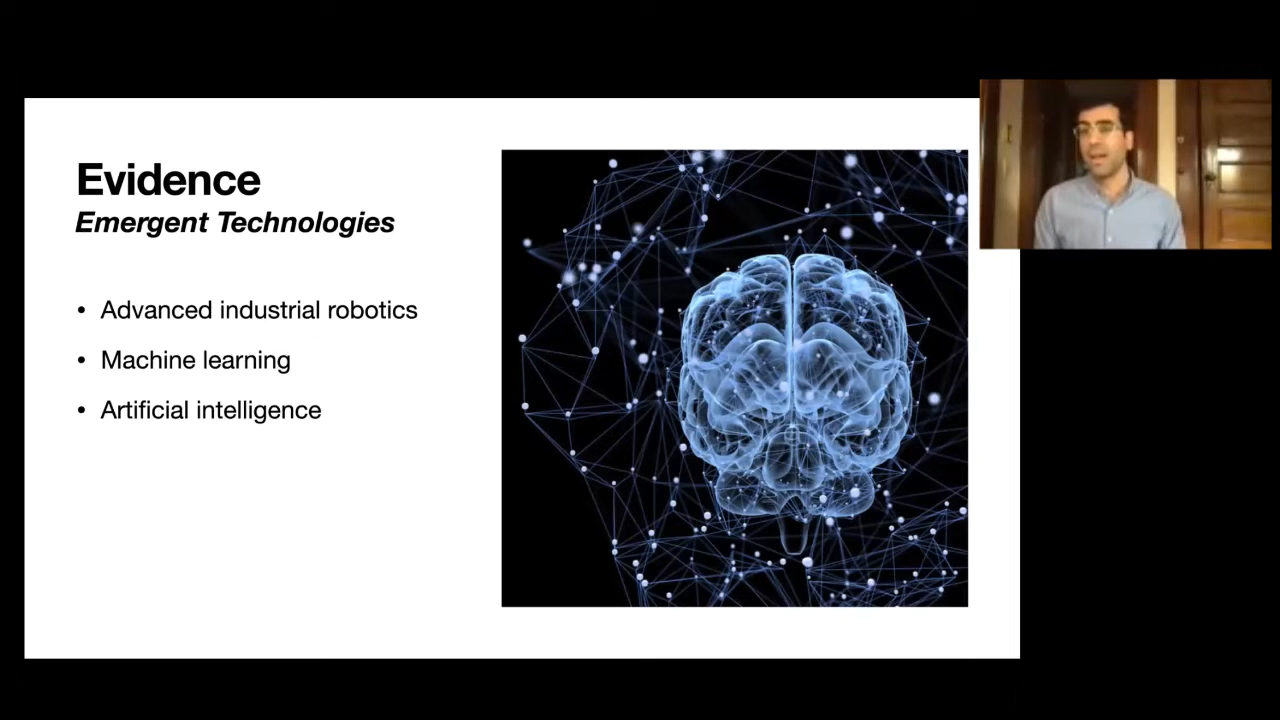 Evidence
Emergent Technologies
• Advanced industrial robotics
• Machine learning
• Artificial intelligence